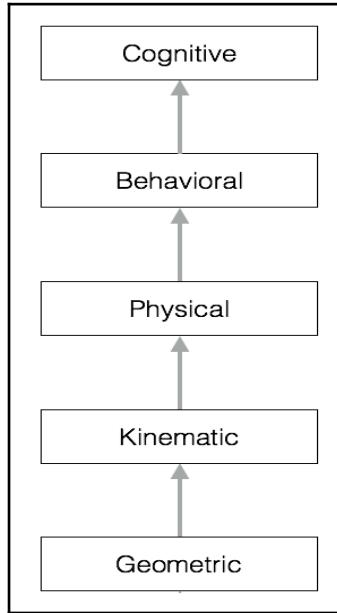 Cognitive
Behavioral
Physical
Kinematic
Geometric